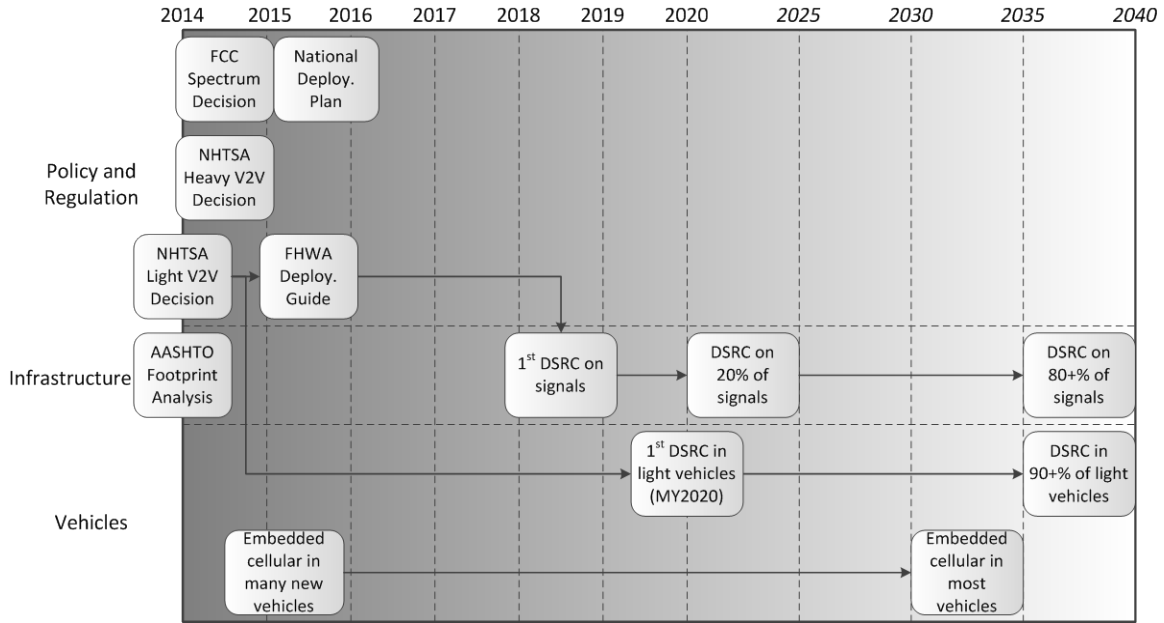 2014 2015 2016 2017 2018 2019 2020 2025 2030 2035 2040
FCC
Spectrum
Decision
National
Deploy.
Plan
Policy and
Regulation
NHTSA
Heavy V2V
Decision
NHTSA
Light V2V
Decision
FHWA
Deploy.
Guide
Infrastructure
AASHTO
Footprint
Analysis
1st DSRC on
signals
DSRC on
20% of
signals
DSRC on
80+% of
signals
Vehicles
1st DSRC in
light vehicles
(MY2020)
DSRC in
90+% of light
vehicles
Embedded
cellular in
many new
vehicles
Embedded
cellular in
most
vehicles